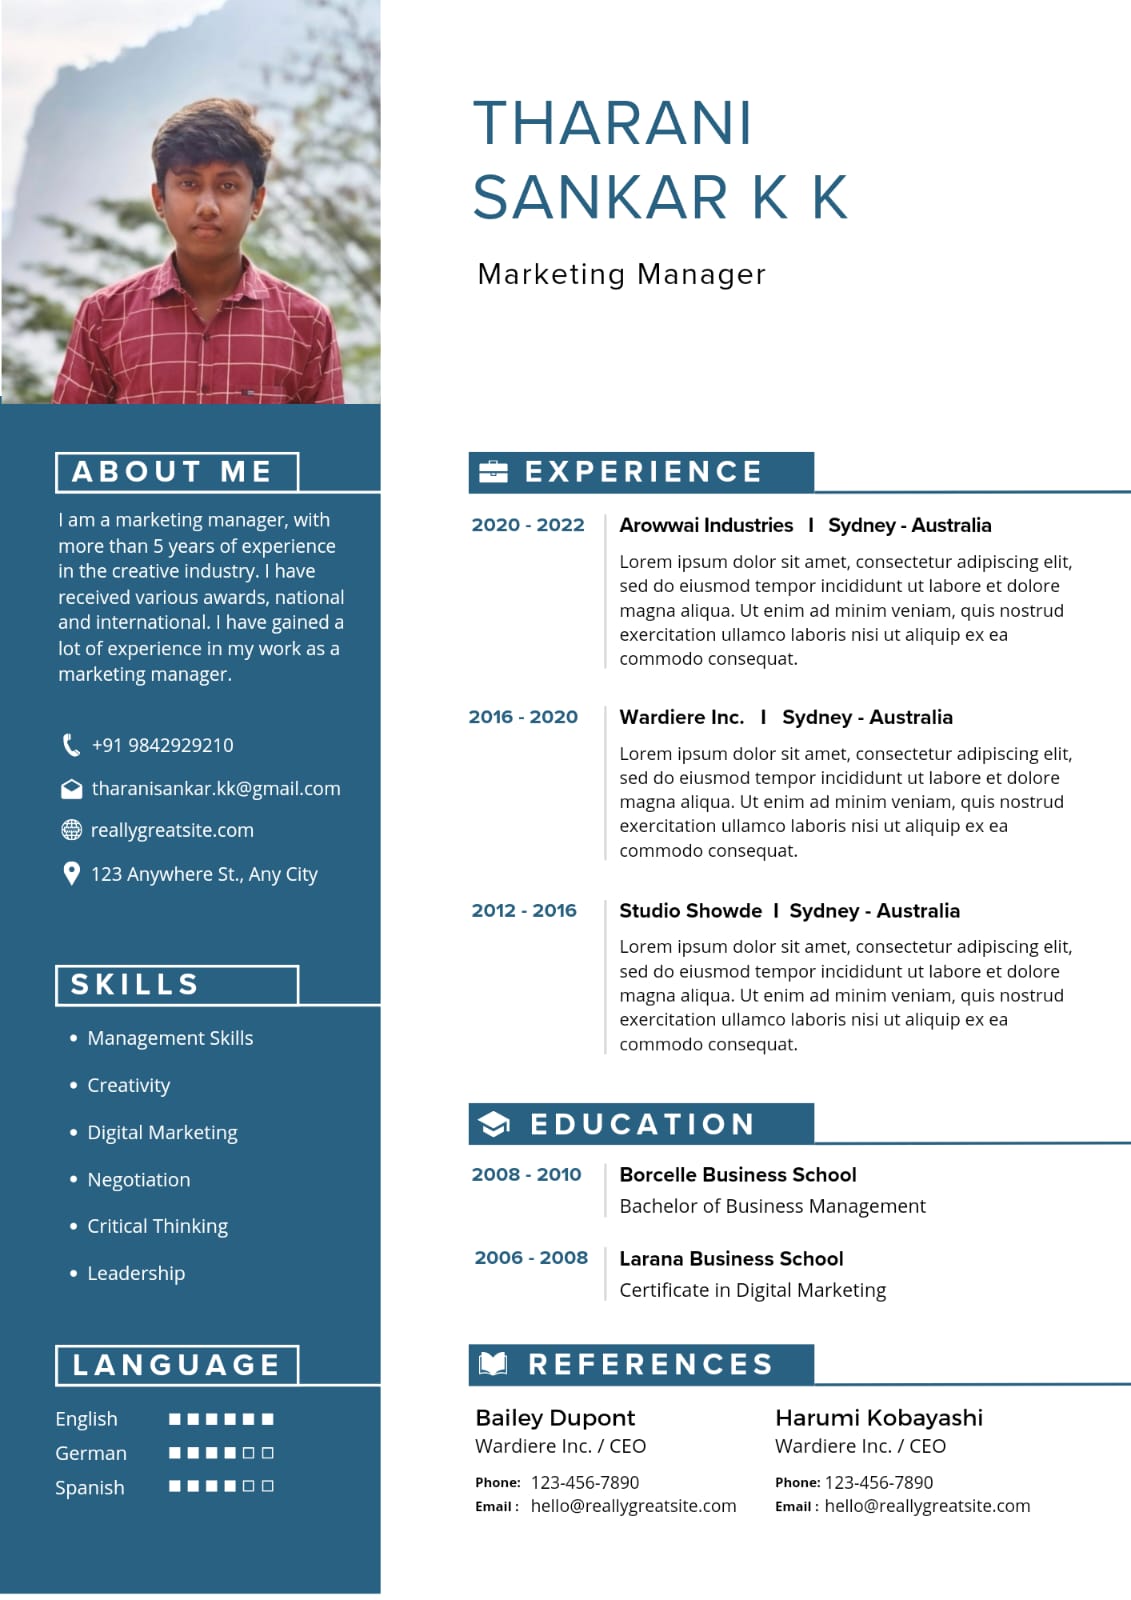 THARANI
SANKAR K K
Marketing Manager
ABOUT ME
I am a marketing manager, with
more than 5 years of experience
in the creative industry. I have
received various awards, national
and international. I have gained a
lot of experience in my work as a
marketing manager.
+91 9842929210
tharanisankar.kk@gmail.com
reallygreatsite.com
123 Anywhere St., Any City
SKILLS
• Management Skills
• Creativity
• Digital Marketing
• Negotiation
• Critical Thinking
• Leadership
LANGUAGE
English
German
Spanish
EXPERIENCE
2020 - 2022 Arowwai Industries I Sydney - Australia
Lorem ipsum dolor sit amet, consectetur adipiscing elit,
sed do eiusmod tempor incididunt ut labore et dolore
magna aliqua. Ut enim ad minim veniam, quis nostrud
exercitation ullamco laboris nisi ut aliquip ex ea
commodo consequat.
2016 - 2020 Wardiere Inc. I Sydney - Australia
Lorem ipsum dolor sit amet, consectetur adipiscing elit,
sed do eiusmod tempor incididunt ut labore et dolore
magna aliqua. Ut enim ad minim veniam, quis nostrud
exercitation ullamco laboris nisi ut aliquip ex ea
commodo consequat.
2012 - 2016 Studio Showde I Sydney - Australia
Lorem ipsum dolor sit amet, consectetur adipiscing elit,
sed do eiusmod tempor incididunt ut labore et dolore
magna aliqua. Ut enim ad minim veniam, quis nostrud
exercitation ullamco laboris nisi ut aliquip ex ea
commodo consequat.
EDUCATION
2008 - 2010 Borcelle Business School
Bachelor of Business Management
2006 - 2008 Larana Business School
Certificate in Digital Marketing
REFERENCES
Bailey Dupont
Wardiere Inc. / CEO
Phone: 123-456-7890
Email : hello@reallygreatsite.com
Harumi Kobayashi
Wardiere Inc. / CEO
Phone: 123-456-7890
Email : hello@reallygreatsite.com